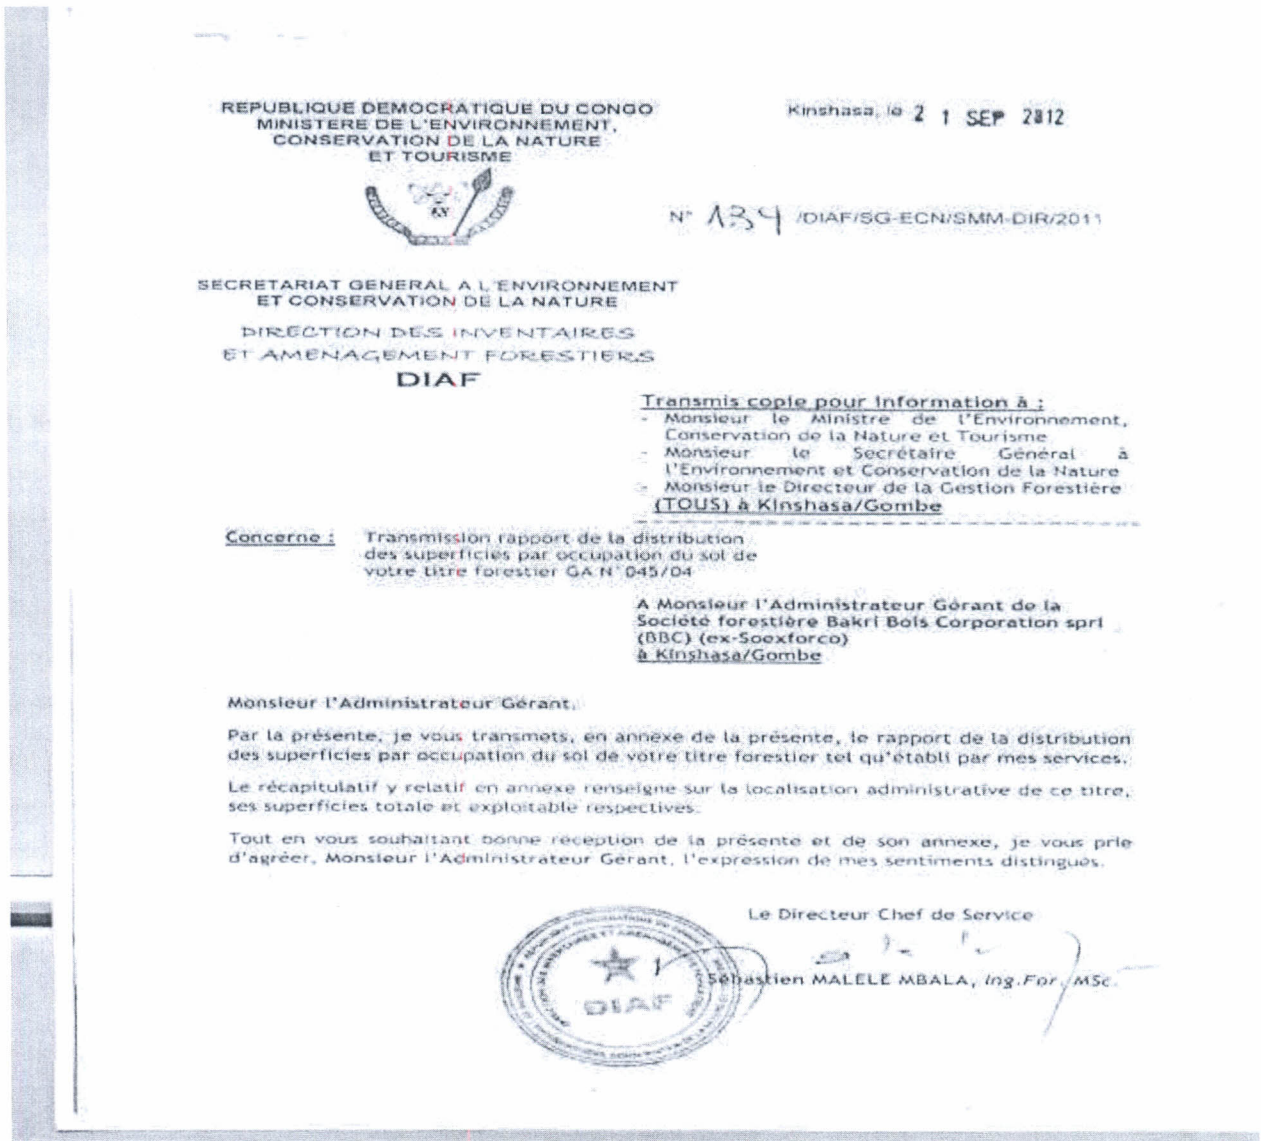 REPUBLIQUE DEMOCRATIQUE DU CONGO
MINISTERE DE L'ENVIRONNEMENT,
CONSERVATION DE LA NATURE
ET TOURISME
Kinshasa, le 2 1 SEP 2012
N° 134 /DIAF/SG-ECN/SMM-DIR/2011
SECRETARIAT GENERAL A L'ENVIRONNEMENT
ET CONSERVATION DE LA NATURE
DIRECTION DES INVENTAIRES
ET AMENAGEMENT FORESTIERS
DIAF
Transmis copie pour information à :
- Monsieur le Ministre de l'Environnement,
Conservation de la Nature et Tourisme
- Monsieur le Secrétaire Général à
l'Environnement et Conservation de la Nature
- Monsieur le Directeur de la Gestion Forestière
(TOUS) à Kinshasa/Gombe
Concerne : Transmission rapport de la distribution
des superficies par occupation du sol de
votre titre forestier GA N°045/04
A Monsieur l'Administrateur Gérant de la
Société forestière Bakri Bois Corporation sprl
(BBC) (ex-Soexforco)
à Kinshasa/Gombe
Monsieur l'Administrateur Gérant,
Par la présente, je vous transmets, en annexe de la présente, le rapport de la distribution
des superficies par occupation du sol de votre titre forestier tel qu'établi par mes services.
Le récapitulatif y relatif en annexe renseigne sur la localisation administrative de ce titre,
ses superficies totale et exploitable respectives.
Tout en vous souhaitant bonne réception de la présente et de son annexe, je vous prie
d'agréer, Monsieur l'Administrateur Gérant, l'expression de mes sentiments distingués.
Le Directeur Chef de Service
Sébastien MALELE MBALA, Ing.For. MSc.
DIAF